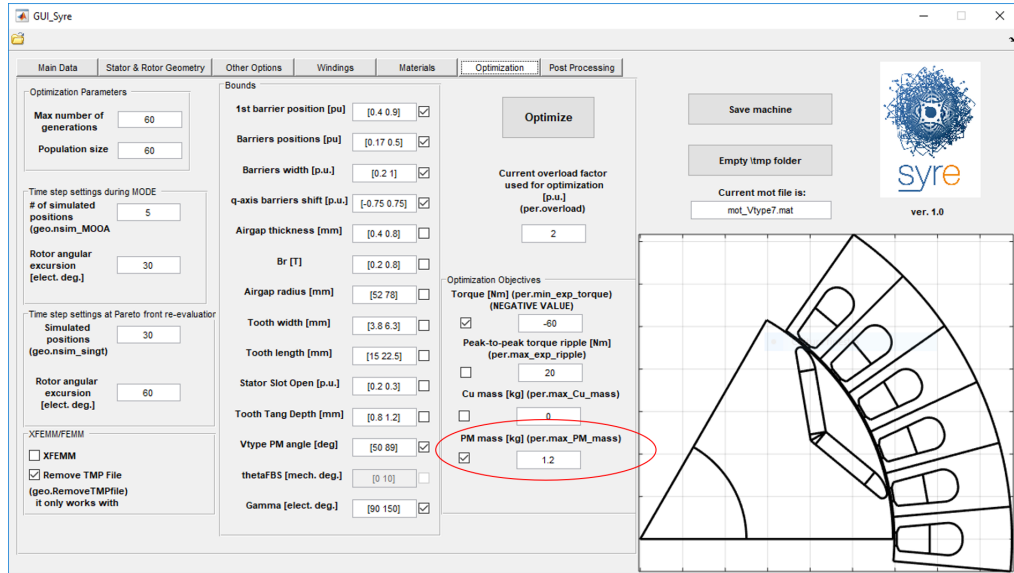 GUI_Syre
Main Data
Stator & Rotor Geometry
Other Options
Windings
Materials
Optimization
Post Processing
Optimization Parameters
Max number of
generations
60
Population size
60
Time step settings during MODE
# of simulated
positions
(geo.nsim_MOOA
5
Rotor angular
excursion
[elect. deg.]
30
Time step settings at Pareto front re-evaluation
Simulated
positions
(geo.nsim_singt)
30
Rotor angular
excursion
[elect. deg.]
60
XFEMM/FEMM
XFEMM
Remove TMP File
(geo.RemoveTMPfile)
it only works with
Bounds
1st barrier position [pu]
[0.4 0.9]
Barriers positions [pu]
[0.17 0.5]
Barriers width [p.u.]
[0.2 1]
q-axis barriers shift [p.u.]
[-0.75 0.75]
Airgap thickness [mm]
[0.4 0.8]
Br [T]
[0.2 0.8]
Airgap radius [mm]
[52 78]
Tooth width [mm]
[3.8 6.3]
Tooth length [mm]
[15 22.5]
Stator Slot Open [p.u.]
[0.2 0.3]
Tooth Tang Depth [mm]
[0.8 1.2]
Vtype PM angle [deg]
[50 89]
thetaFBS [mech. deg.]
[0 10]
Gamma [elect. deg.]
[90 150]
Optimize
Current overload factor
used for optimization
[p.u.]
(per.overload)
2
Optimization Objectives
Torque [Nm] (per.min_exp_torque)
(NEGATIVE VALUE)
-60
Peak-to-peak torque ripple [Nm]
(per.max_exp_ripple)
20
Cu mass [kg] (per.max_Cu_mass)
0
PM mass [kg] (per.max_PM_mass)
1.2
Save machine
Empty \tmp folder
Current mot file is:
mot_Vtype7.mat
syre
ver. 1.0